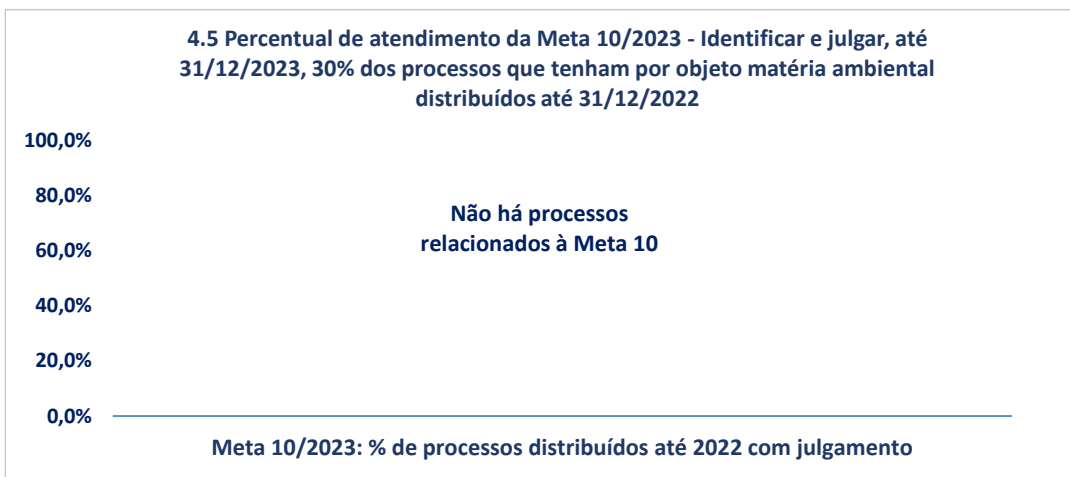 4.5 Percentual de atendimento da Meta 10/2023 - Identificar e julgar, até
31/12/2023, 30% dos processos que tenham por objeto matéria ambiental
distribuídos até 31/12/2022
100,0%
80,0%
Não há processos
relacionados à Meta 10
60,0%
40,0%
20,0%
0,0%
Meta 10/2023: % de processos distribuídos até 2022 com julgamento